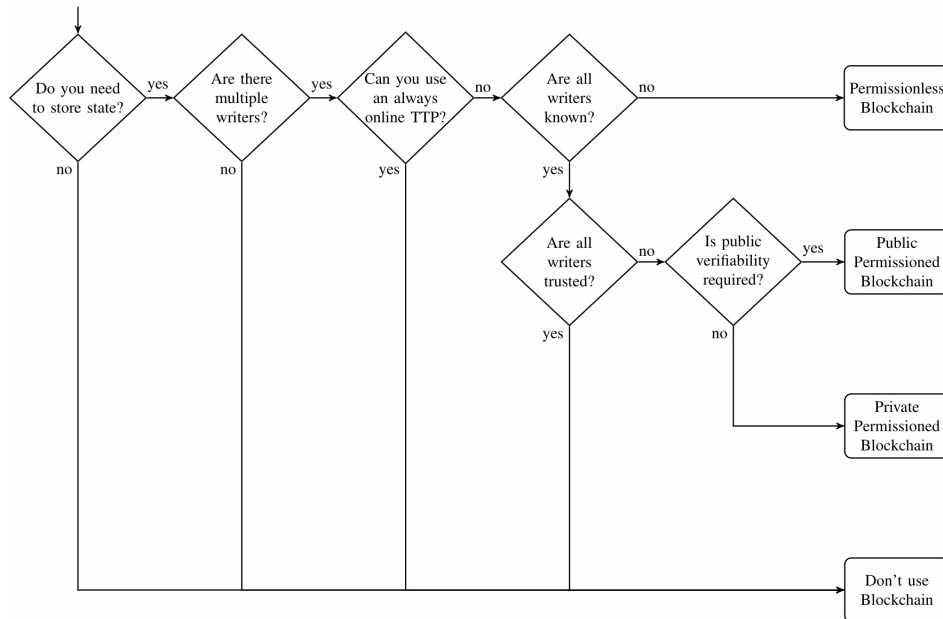 Do you need
to store state?
yes
Are there
multiple
writers?
yes
Can you use
an always
online TTP?
no
Are all
writers
known?
no
Permissionless
Blockchain
no
no
yes
yes
Are all
writers
trusted?
no
Is public
verifiability
required?
yes
Public
Permissioned
Blockchain
yes
no
Private
Permissioned
Blockchain
Don't use
Blockchain